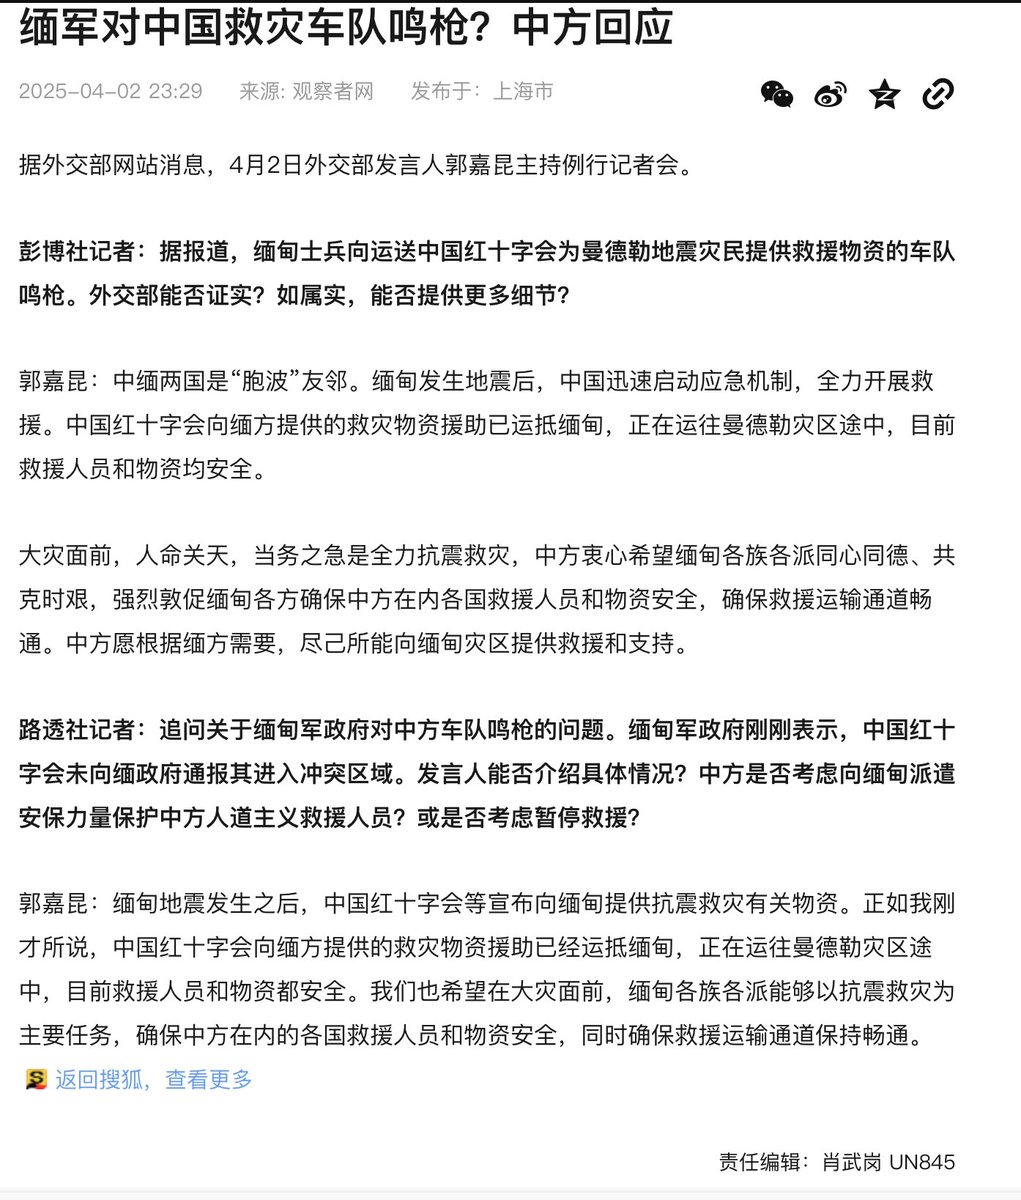 缅军对中国救灾车队鸣枪？中方回应
2025-04-02 23:29 来源: 观察者网 发布于：上海市
据外交部网站消息，4月2日外交部发言人郭嘉昆主持例行记者会。
彭博社记者：据报道，缅甸士兵向运送中国红十字会为曼德勒地震灾民提供救援物资的车队
鸣枪。外交部能否证实？如属实，能否提供更多细节？
郭嘉昆：中缅两国是“胞波”友邻。缅甸发生地震后，中国迅速启动应急机制，全力开展救
援。中国红十字会向缅方提供的救灾物资援助已运抵缅甸，正在运往曼德勒灾区途中，目前
救援人员和物资均安全。
大灾面前，人命关天，当务之急是全力抗震救灾，中方衷心希望缅甸各族各派同心同德、共
克时艰，强烈敦促缅甸各方确保中方在内各国救援人员和物资安全，确保救援运输通道畅
通。中方愿根据缅方需要，尽己所能向缅甸灾区提供救援和支持。
路透社记者：追问关于缅甸军政府对中方车队鸣枪的问题。缅甸军政府刚刚表示，中国红十
字会未向缅政府通报其进入冲突区域。发言人能否介绍具体情况？中方是否考虑向缅甸派遣
安保力量保护中方人道主义救援人员？或是否考虑暂停救援？
郭嘉昆：缅甸地震发生之后，中国红十字会等宣布向缅甸提供抗震救灾有关物资。正如我刚
才所说，中国红十字会向缅方提供的救灾物资援助已经运抵缅甸，正在运往曼德勒灾区途
中，目前救援人员和物资都安全。我们也希望在大灾面前，缅甸各族各派能够以抗震救灾为
主要任务，确保中方在内的各国救援人员和物资安全，同时确保救援运输通道保持畅通。
返回搜狐，查看更多
责任编辑：肖武岗 UN845